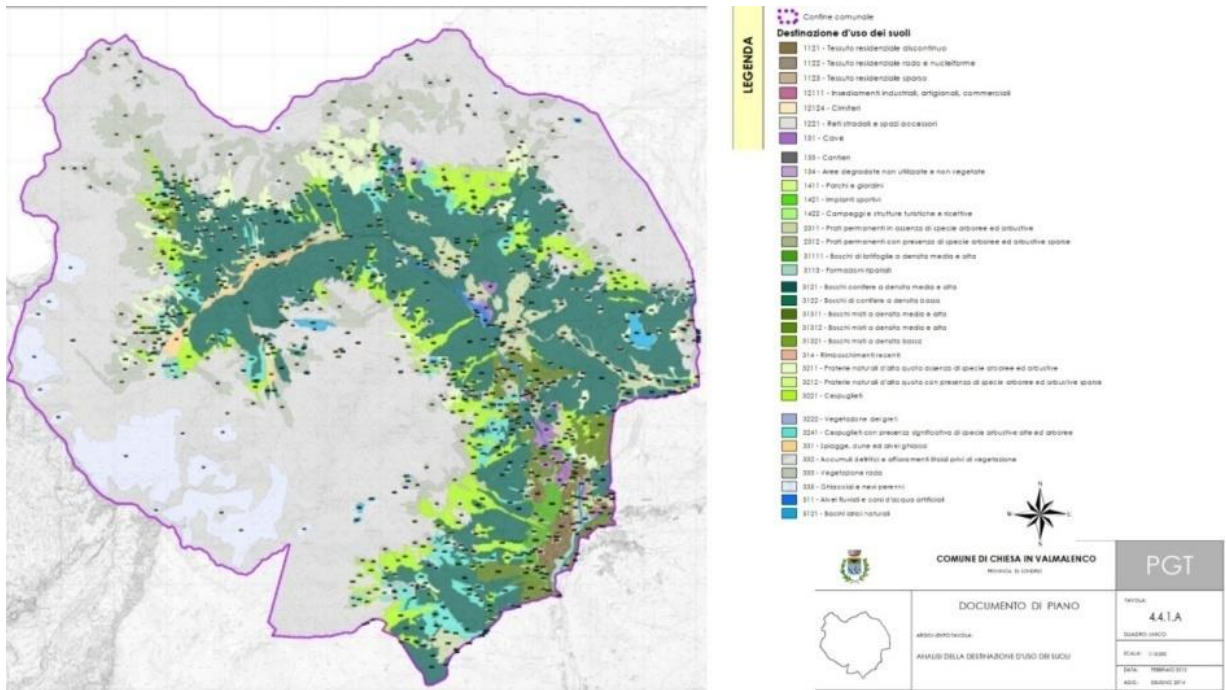 LEGENDA
Confine comunale
Destinazione d'uso dei suoli
1121 - Tessuto residenziale discontinuo
1122 - Tessuto residenziale rado e nucleiforme
1123 - Tessuto residenziale sparso
12111 - Insediamenti industriali, artigianali, commerciali
12124 - Cimiteri
1221 - Reti stradali e spazi accessori
131 - Cave
133 - Cantieri
134 - Aree degradate non utilizzate e non vegetate
1411 - Parchi e giardini
1421 - Impianti sportivi
1422 - Campeggi e strutture turistiche e ricettive
2311 - Prati permanenti in assenza di specie arboree ed arbustive
2312 - Prati permanenti con presenza di specie arboree ed arbustive sparse
31111 - Boschi di latifoglie a densità media e alta
3113 - Formazioni ripariali
3121 - Boschi conifere a densità media e alta
3122 - Boschi di conifere a densità bassa
31311 - Boschi misti a densità media e alta
31312 - Boschi misti a densità media e alta
31321 - Boschi misti a densità bassa
314 - Rimboschimenti recenti
3211 - Praterie naturali d'alta quota assenza di specie arboree ed arbustive
3212 - Praterie naturali d'alta quota con presenza di specie arboree ed arbustive sparse
3221 - Cespuglieti
3222 - Vegetazione dei greti
3241 - Cespuglieti con presenza significativa di specie arbustive alte ed arboree
331 - Spiagge, dune ed alvei ghiaiosi
332 - Accumuli detritici e affioramenti litoidi privi di vegetazione
333 - Vegetazione rada
335 - Ghiacciai e nevi perenni
511 - Alvei fluviali e corsi d'acqua artificiali
5121 - Bacini idrici naturali
N
COMUNE DI CHIESA IN VALMALENCO
PROVINCIA DI SONDRIO
PGT
DOCUMENTO DI PIANO
TAVOLA:
4.4.1.A
ANALISI DELLA DESTINAZIONE D'USO DEI SUOLI
SCALA:
DATA: FEBBRAIO
AGG.: GIUGNO 2014